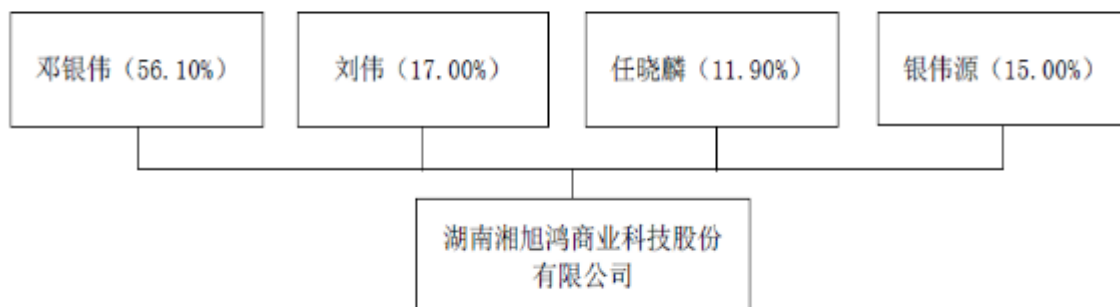 邓银伟（56.10%）
刘伟（17.00%）
任晓麟（11.90%）
银伟源（15.00%）
湖南湘旭鸿商业科技股份
有限公司